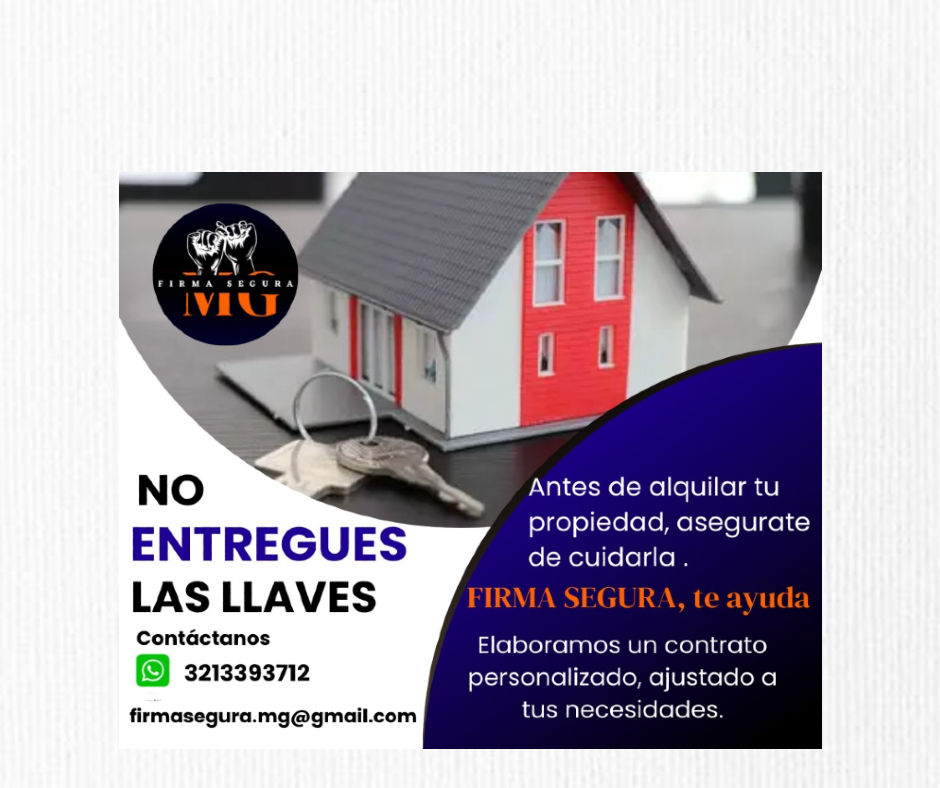 FIRMA SEGURA
MG
NO
ENTREGUES
LAS LLAVES
Contáctanos
3213393712
firmasegura.mg@gmail.com
Antes de alquilar tu
propiedad, asegurate
de cuidarla .
FIRMA SEGURA, te ayuda
Elaboramos un contrato
personalizado, ajustado a
tus necesidades.